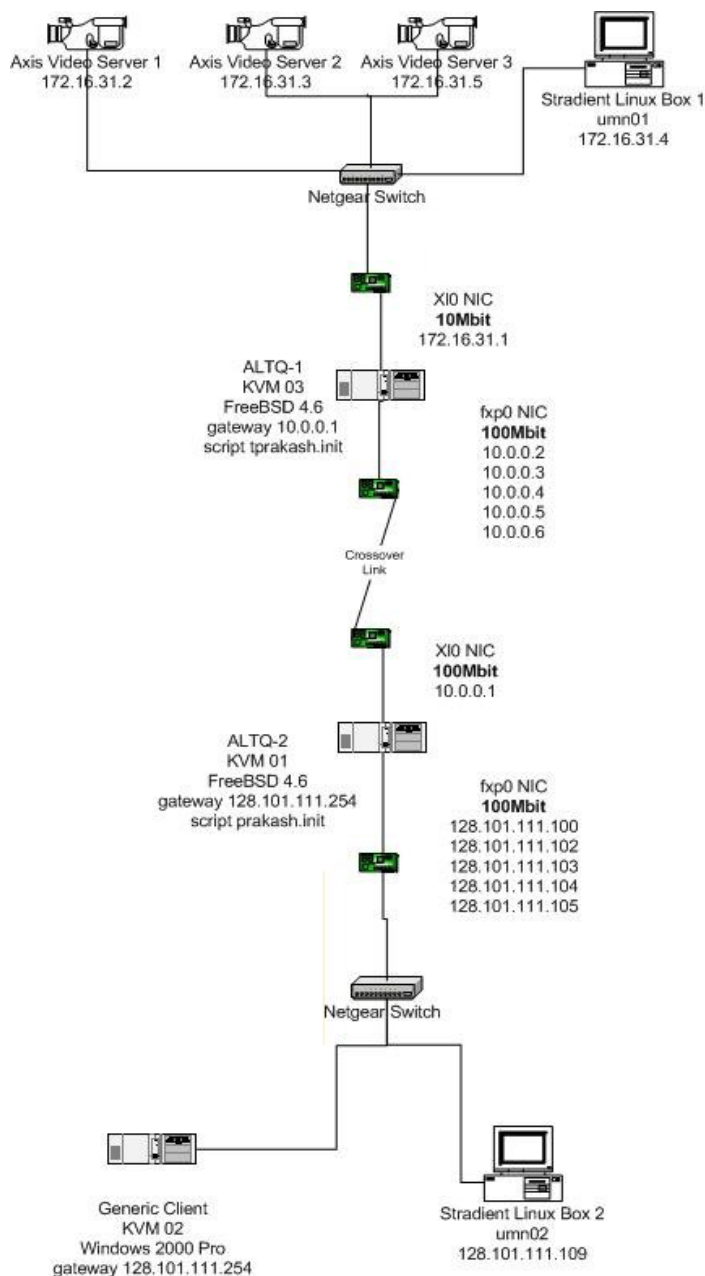 Axis Video Server 1
172.16.31.2
Axis Video Server 2
172.16.31.3
Axis Video Server 3
172.16.31.5
Stradient Linux Box 1
umn01
172.16.31.4
Netgear Switch
Xl0 NIC
10Mbit
172.16.31.1
ALTQ-1
KVM 03
FreeBSD 4.6
gateway 10.0.0.1
script tprakash.init
fxp0 NIC
100Mbit
10.0.0.2
10.0.0.3
10.0.0.4
10.0.0.5
10.0.0.6
Crossover
Link
Xl0 NIC
100Mbit
10.0.0.1
ALTQ-2
KVM 01
FreeBSD 4.6
gateway 128.101.111.254
script prakash.init
fxp0 NIC
100Mbit
128.101.111.100
128.101.111.102
128.101.111.103
128.101.111.104
128.101.111.105
Netgear Switch
Generic Client
KVM 02
Windows 2000 Pro
gateway 128.101.111.254
Stradient Linux Box 2
umn02
128.101.111.109